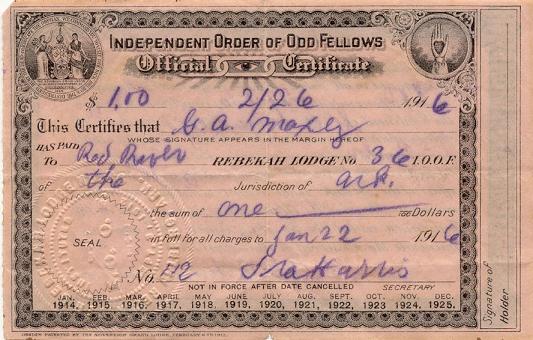 INDEPENDENT ORDER OF ODD FELLOWS
Official Certificate
$ 1.00 2/26 1916
This Certifies that G. A. Maxey
WHOSE SIGNATURE APPEARS IN THE MARGIN HEREOF
HAS PAID
To Red River REBEKAH LODGE No 36 I.O.O.F.
of the Jurisdiction of Ark.
the sum of one Dollars
in full for all charges to Jan 22 1916
SEAL
No. Ira Harris
NOT IN FORCE AFTER DATE CANCELLED SECRETARY
JAN. FEB. MAR. APRIL MAY JUNE JULY AUG. SEPT. OCT. NOV. DEC.
1914. 1915. 1916. 1917. 1918. 1919. 1920. 1921. 1922. 1923. 1924. 1925.
Signature of
Holder